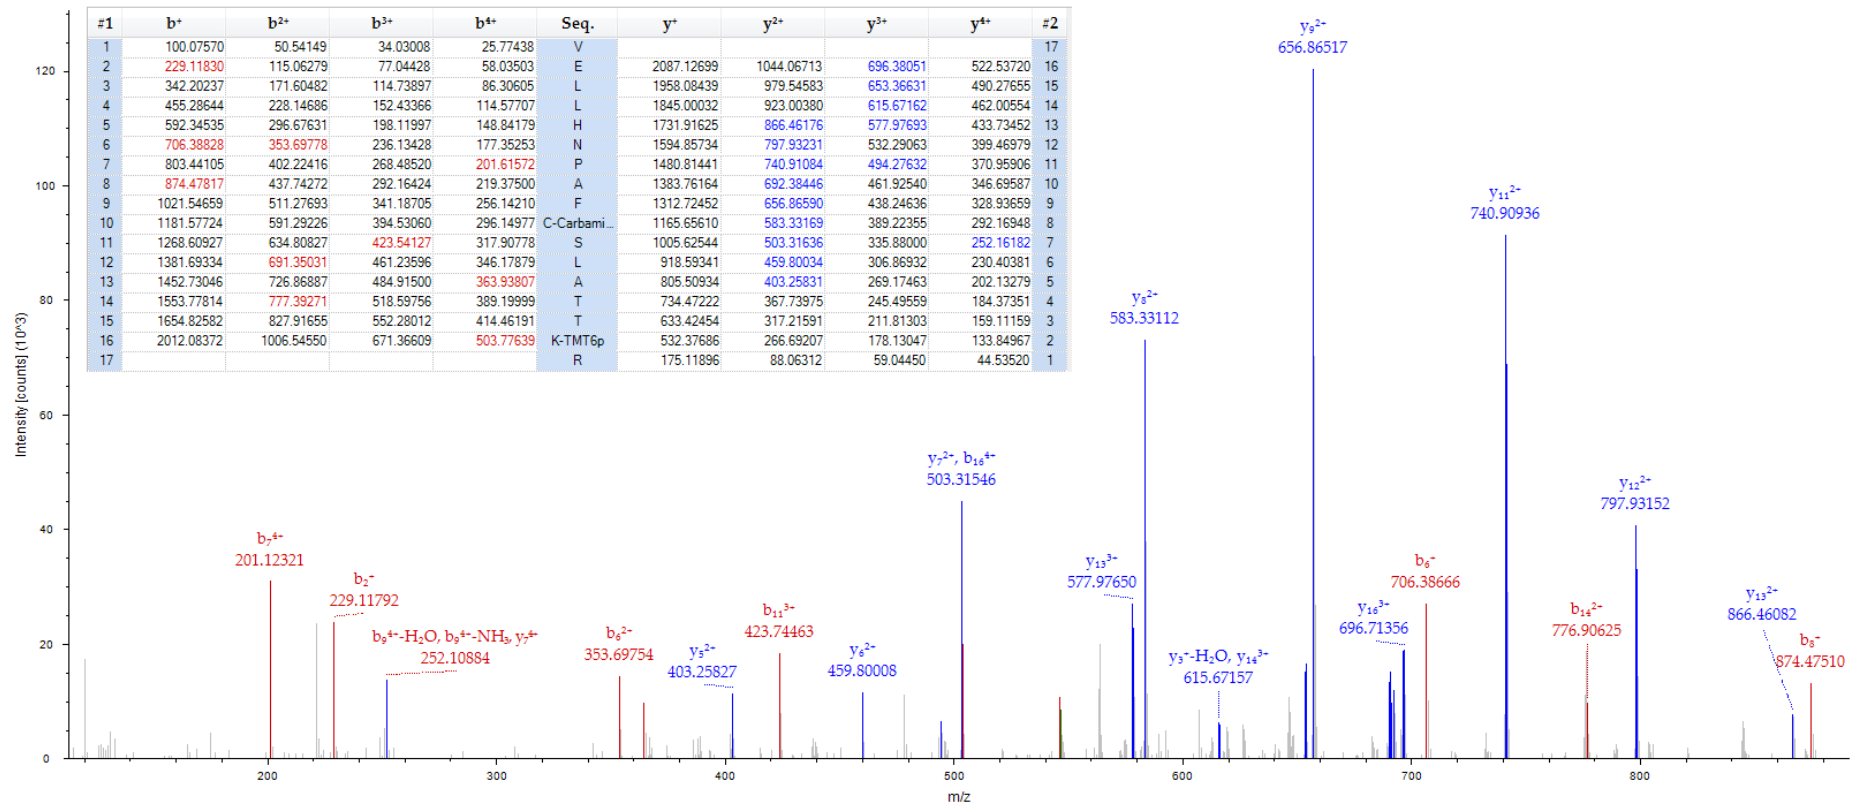 #1 b⁺ b²⁺ b³⁺ b⁴⁺ Seq. y⁺ y²⁺ y³⁺ y⁴⁺ #2
1 100.07570 50.54149 34.03008 25.77438 V 17
2 229.11830 115.06279 77.04428 58.03503 E 2087.12699 1044.06713 696.38051 522.53720 16
3 342.20237 171.60482 114.73897 86.30605 L 1958.08439 979.54583 653.36631 490.27655 15
4 455.28644 228.14686 152.43366 114.57707 L 1845.00032 923.00380 615.67162 462.00554 14
5 592.34535 296.67631 198.11997 148.84179 H 1731.91625 866.46176 577.97693 433.73452 13
6 706.38828 353.69778 236.13428 177.35253 N 1594.85734 797.93231 532.29063 399.46979 12
7 803.44105 402.22416 268.48520 201.61572 P 1480.81441 740.91084 494.27632 370.95906 11
8 874.47817 437.74272 292.16424 219.37500 A 1383.76164 692.38446 461.92540 346.69587 10
9 1021.54659 511.27693 341.18705 256.14210 F 1312.72452 656.86590 438.24636 328.93659 9
10 1181.57724 591.29226 394.53060 296.14977 C-Carbami... 1165.65610 583.33169 389.22355 292.16948 8
11 1268.60927 634.80827 423.54127 317.90778 S 1005.62544 503.31636 335.88000 252.16182 7
12 1381.69334 691.35031 461.23596 346.17879 L 918.59341 459.80034 306.86932 230.40381 6
13 1452.73046 726.86887 484.91500 363.93807 A 805.50934 403.25831 269.17463 202.13279 5
14 1553.77814 777.39271 518.59756 389.19999 T 734.47222 367.73975 245.49559 184.37351 4
15 1654.82582 827.91655 552.28012 414.46191 T 633.42454 317.21591 211.81303 159.11159 3
16 2012.08372 1006.54550 671.36609 503.77639 K-TMT6p 532.37686 266.69207 178.13047 133.84967 2
17 R 175.11896 88.06312 59.04450 44.53520 1
y₉²⁺
656.86517
y₁₁²⁺
740.90936
y₈²⁺
583.33112
y₇²⁺, b₁₆⁴⁺
503.31546
y₁₂²⁺
797.93152
b₇⁴⁺
201.12321
b₂⁺
229.11792
b₉⁴⁺-H₂O, b₉⁴⁺-NH₃, y₇⁴⁺
252.10884
b₆²⁺
353.69754
y₅²⁺
403.25827
b₁₁³⁺
423.74463
y₆²⁺
459.80008
y₁₃³⁺
577.97650
y₃⁺-H₂O, y₁₄³⁺
615.67157
y₁₆³⁺
696.71356
b₆⁺
706.38666
b₁₄²⁺
776.90625
y₁₃²⁺
866.46082
b₈⁺
874.47510
Intensity [counts] (10^3)
120
100
80
60
40
20
0
200 300 400 500 600 700 800
m/z